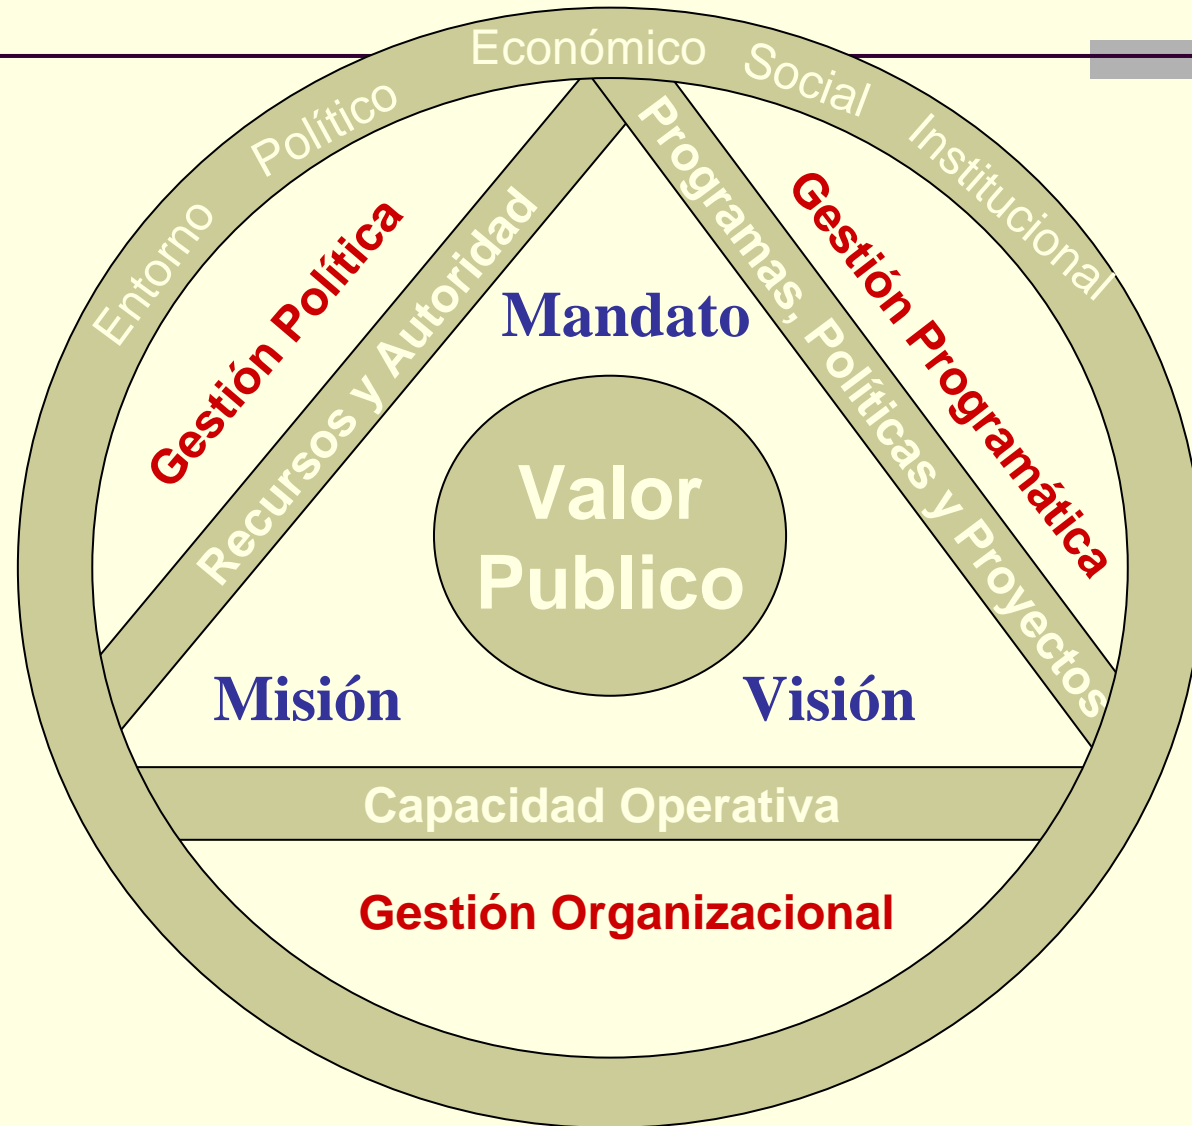 Entorno Político Económico Social Institucional
Gestión Política
Recursos y Autoridad
Programas, Políticas y Proyectos
Gestión Programática
Mandato
Valor
Publico
Misión
Visión
Capacidad Operativa
Gestión Organizacional